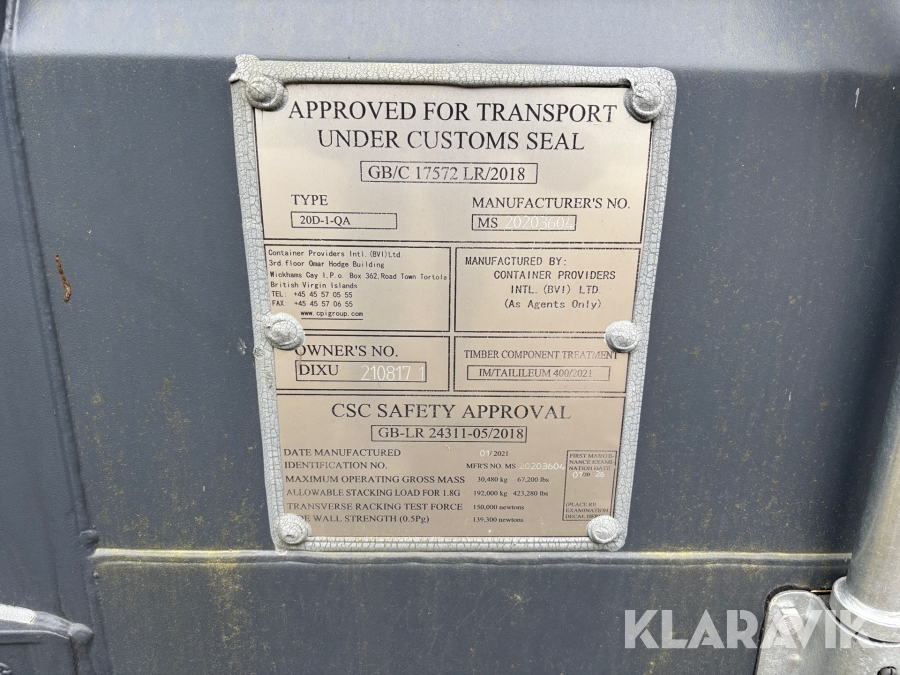 APPROVED FOR TRANSPORT
UNDER CUSTOMS SEAL
GB/C 17572 LR/2018
TYPE
20D-1-QA
MANUFACTURER'S NO.
MS 20203604
Container Providers Intl. (BVI)Ltd
3rd.floor Omar Hodge Building
Wickhams Cay I.P.o. Box 362,Road Town Tortola
British Virgin Islands
TEL: +45 45 57 05 55
FAX: +45 45 57 06 55
www.cpigroup.com
MANUFACTURED BY:
CONTAINER PROVIDERS
INTL. (BVI) LTD.
(As Agents Only)
OWNER'S NO.
DIXU 210817 1
TIMBER COMPONENT TREATMENT
IM/TAILILEUM 400/2021
CSC SAFETY APPROVAL
GB-LR 24311-05/2018
DATE MANUFACTURED 01/2021
IDENTIFICATION NO. MFR'S NO. MS 20203604
MAXIMUM OPERATING GROSS MASS 30,480 kg 67,200 lbs
ALLOWABLE STACKING LOAD FOR 1.8G 192,000 kg 423,280 lbs
TRANSVERSE RACKING TEST FORCE 150,000 newtons
WALL STRENGTH (0.5Pg) 139,300 newtons
FIRST
NATION DATE
(PLACE RE
EXAMINATION
KLARAVIK